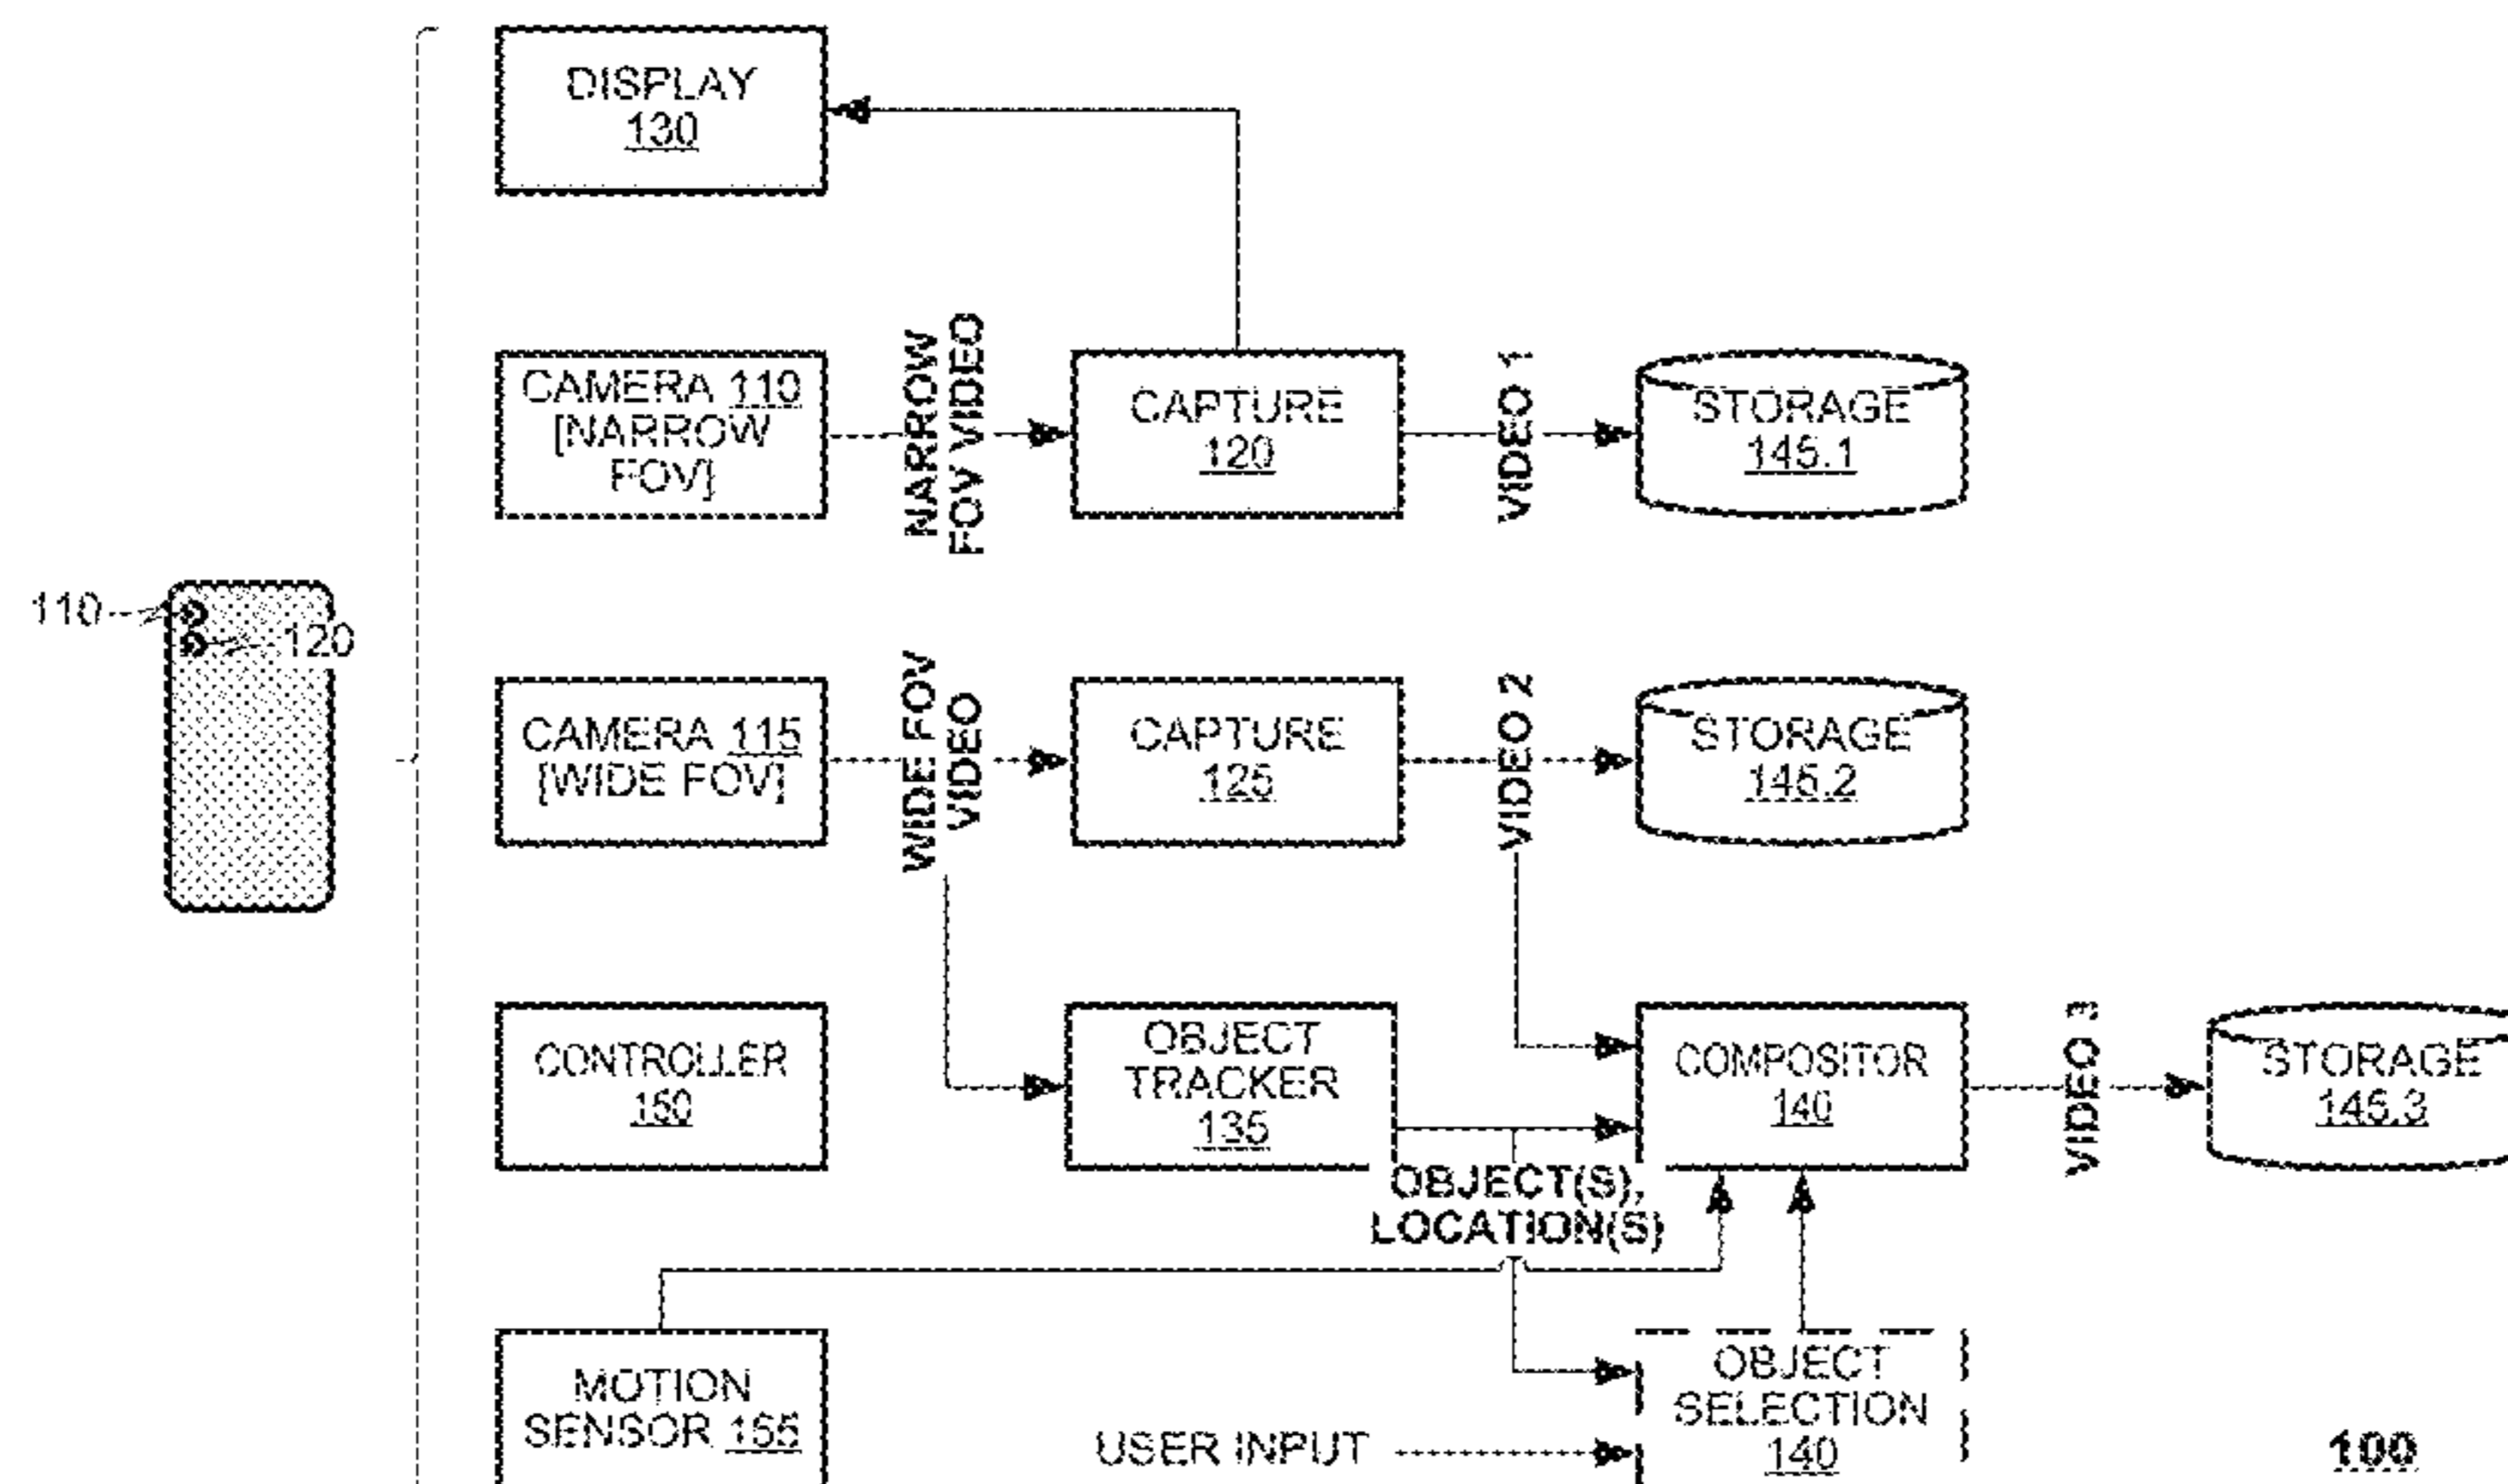 DISPLAY
130
CAMERA 110
[NARROW
FOV]
NARROW
FOV VIDEO
CAPTURE
120
VIDEO 1
STORAGE
145.1
110
120
CAMERA 115
[WIDE FOV]
WIDE FOV
VIDEO
CAPTURE
125
VIDEO 2
STORAGE
145.2
CONTROLLER
150
OBJECT
TRACKER
135
COMPOSITOR
140
VIDEO 3
STORAGE
145.3
OBJECT(S),
LOCATION(S)
MOTION
SENSOR 155
USER INPUT
OBJECT
SELECTION
140
100